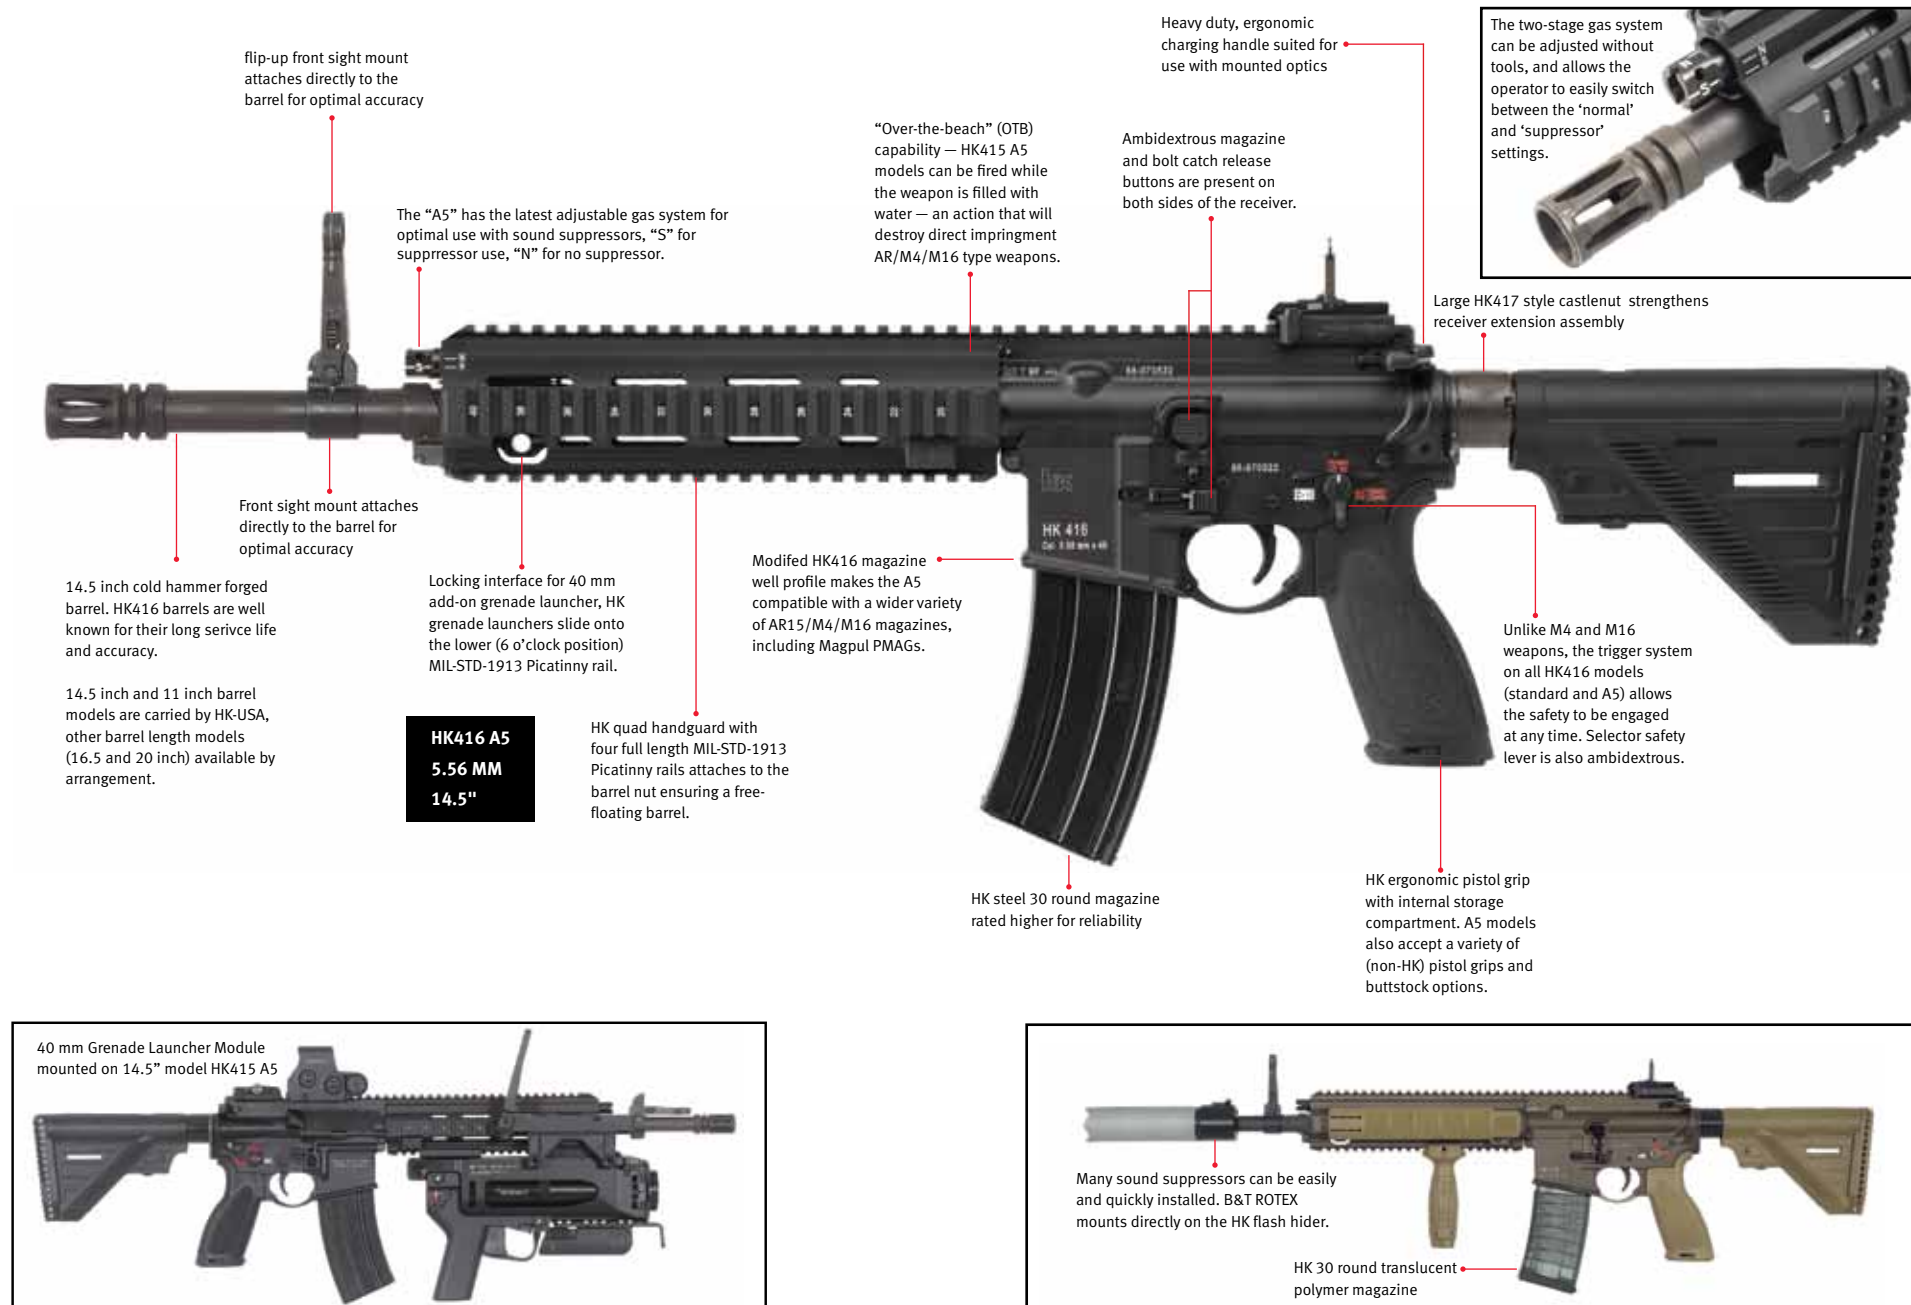 flip-up front sight mount
attaches directly to the
barrel for optimal accuracy
The “A5” has the latest adjustable gas system for
optimal use with sound suppressors, “S” for
supprressor use, “N” for no suppressor.
“Over-the-beach” (OTB)
capability — HK415 A5
models can be fired while
the weapon is filled with
water — an action that will
destroy direct impringment
AR/M4/M16 type weapons.
Heavy duty, ergonomic
charging handle suited for
use with mounted optics
Ambidextrous magazine
and bolt catch release
buttons are present on
both sides of the receiver.
The two-stage gas system
can be adjusted without
tools, and allows the
operator to easily switch
between the ‘normal’
and ‘suppressor’
settings.
Large HK417 style castlenut strengthens
receiver extension assembly
HK 416
Front sight mount attaches
directly to the barrel for
optimal accuracy
14.5 inch cold hammer forged
barrel. HK416 barrels are well
known for their long serivce life
and accuracy.
14.5 inch and 11 inch barrel
models are carried by HK-USA,
other barrel length models
(16.5 and 20 inch) available by
arrangement.
Locking interface for 40 mm
add-on grenade launcher, HK
grenade launchers slide onto
the lower (6 o’clock position)
MIL-STD-1913 Picatinny rail.
HK416 A5
5.56 MM
14.5"
HK quad handguard with
four full length MIL-STD-1913
Picatinny rails attaches to the
barrel nut ensuring a free-
floating barrel.
Modifed HK416 magazine
well profile makes the A5
compatible with a wider variety
of AR15/M4/M16 magazines,
including Magpul PMAGs.
HK steel 30 round magazine
rated higher for reliability
Unlike M4 and M16
weapons, the trigger system
on all HK416 models
(standard and A5) allows
the safety to be engaged
at any time. Selector safety
lever is also ambidextrous.
HK ergonomic pistol grip
with internal storage
compartment. A5 models
also accept a variety of
(non-HK) pistol grips and
buttstock options.
40 mm Grenade Launcher Module
mounted on 14.5” model HK415 A5
Many sound suppressors can be easily
and quickly installed. B&T ROTEX
mounts directly on the HK flash hider.
HK 30 round translucent
polymer magazine